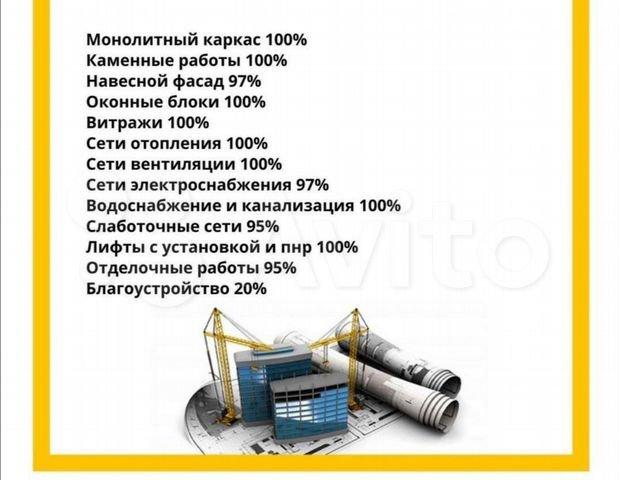 Монолитный каркас 100%
Каменные работы 100%
Навесной фасад 97%
Оконные блоки 100%
Витражи 100%
Сети отопления 100%
Сети вентиляции 100%
Сети электроснабжения 97%
Водоснабжение и канализация 100%
Слаботочные сети 95%
Лифты с установкой и пнр 100%
Отделочные работы 95%
Благоустройство 20%
Avito